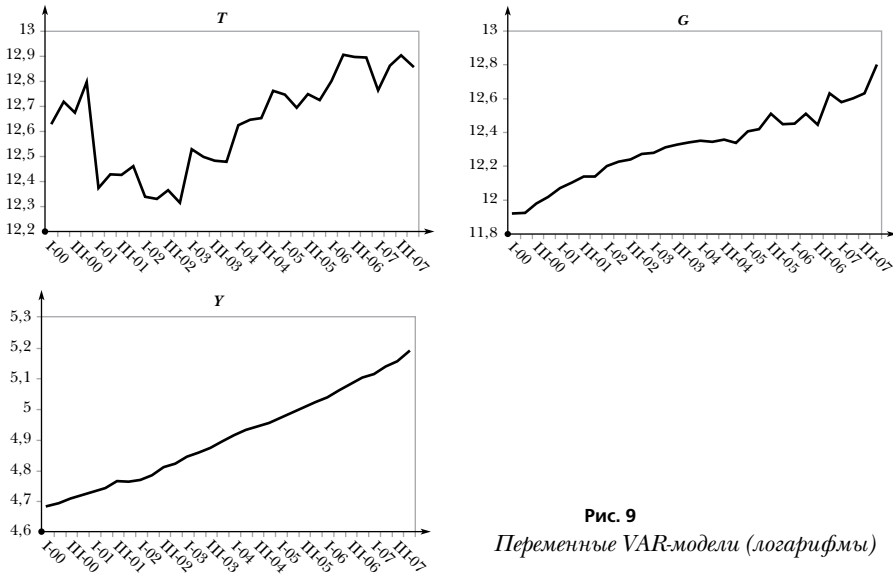 T
13
12,9
12,8
12,7
12,6
12,5
12,4
12,3
12,2
I-00
III-00
I-01
III-01
I-02
III-02
I-03
III-03
I-04
III-04
I-05
III-05
I-06
III-06
I-07
III-07
G
13
12,8
12,6
12,4
12,2
12
11,8
I-00
III-00
I-01
III-01
I-02
III-02
I-03
III-03
I-04
III-04
I-05
III-05
I-06
III-06
I-07
III-07
Y
5,3
5,2
5,1
5
4,9
4,8
4,7
4,6
I-00
III-00
I-01
III-01
I-02
III-02
I-03
III-03
I-04
III-04
I-05
III-05
I-06
III-06
I-07
III-07
Рис. 9
Переменные VAR-модели (логарифмы)